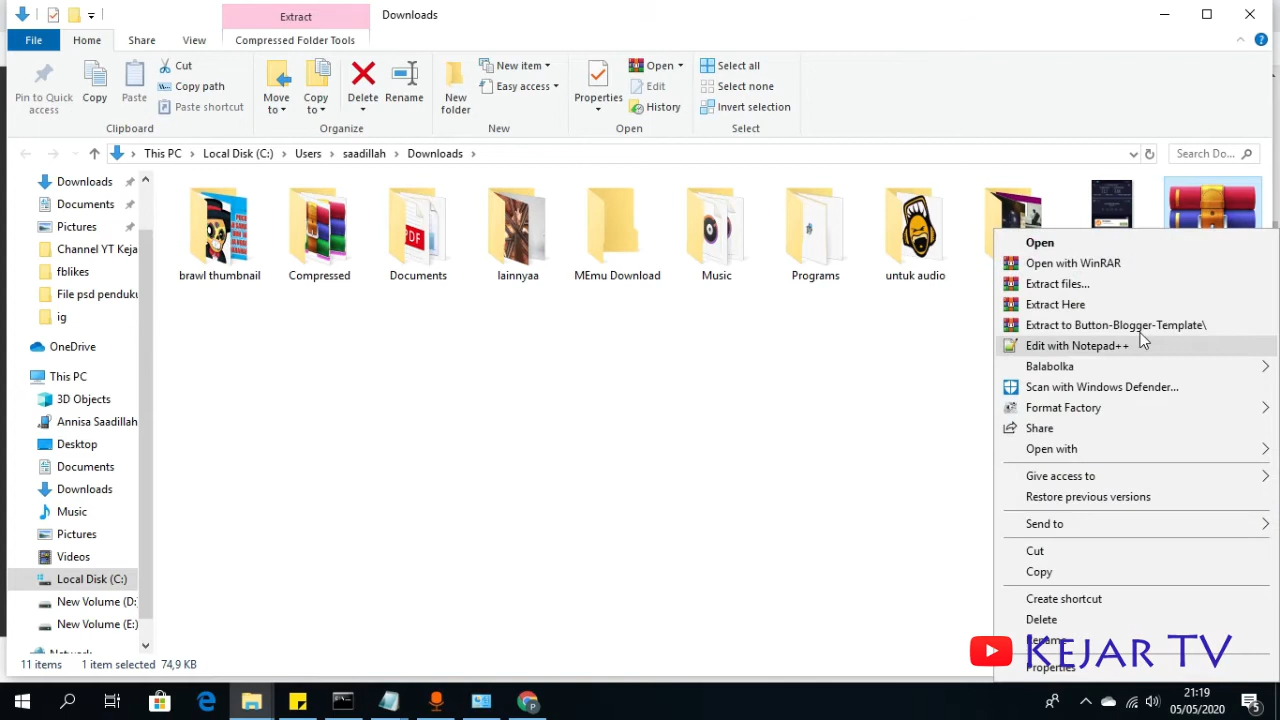 Extract
Downloads
File
Home
Share
View
Compressed Folder Tools
Pin to Quick
access
Copy
Paste
Cut
Copy path
Paste shortcut
Clipboard
Move
to
Copy
to
Delete
Rename
Organize
New
folder
New item
Easy access
New
Properties
Open
Edit
History
Open
Select all
Select none
Invert selection
Select
This PC
Local Disk (C:)
Users
saadillah
Downloads
Search Do...
Downloads
Documents
Pictures
Channel YT Keja
fblikes
File psd penduku
ig
OneDrive
This PC
3D Objects
Annisa Saadillah
Desktop
Documents
Downloads
Music
Pictures
Videos
Local Disk (C:)
New Volume (D:
New Volume (E:)
Network
brawl thumbnail
Compressed
Documents
lainnyaa
MEmu Download
Music
Programs
untuk audio
PDF
Open
Open with WinRAR
Extract files...
Extract Here
Extract to Button-Blogger-Template\
Edit with Notepad++
Balabolka
Scan with Windows Defender...
Format Factory
Share
Open with
Give access to
Restore previous versions
Send to
Cut
Copy
Create shortcut
Delete
Rename
Properties
KEJAR TV
11 items
1 item selected 74,9 KB
21:19
05/05/2020
5